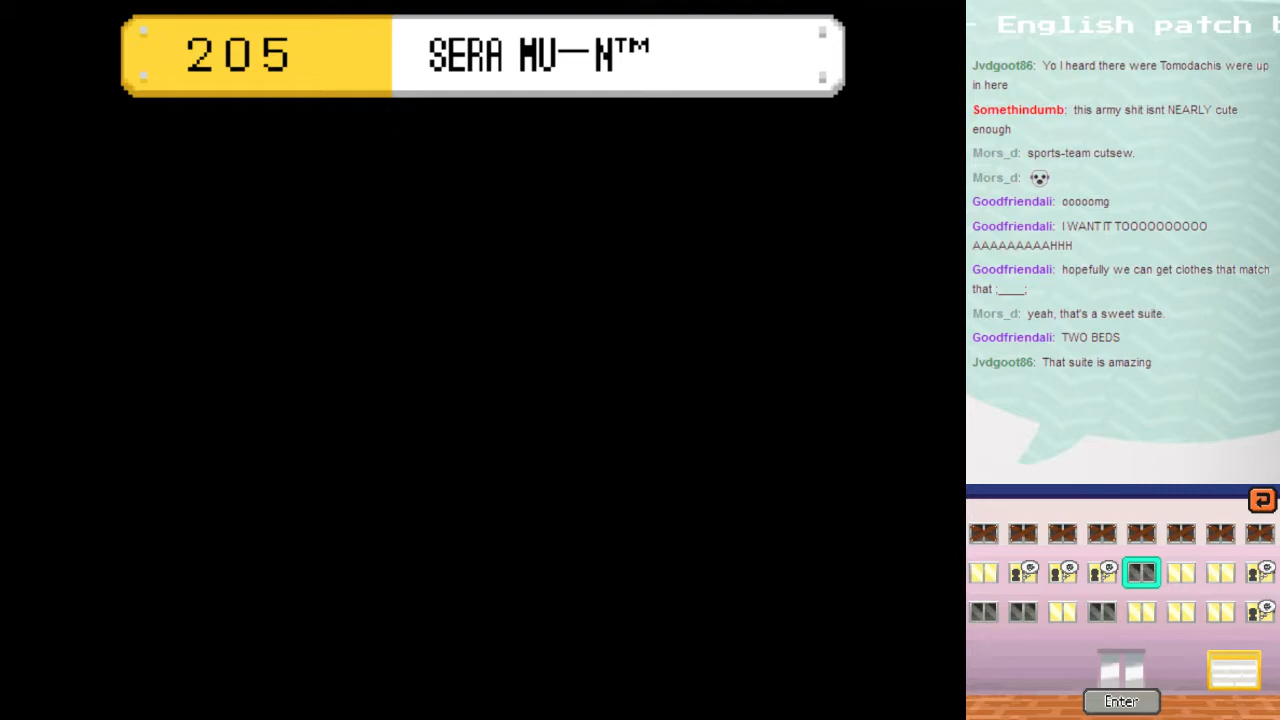 205 SERA MU—N™
- English patch b
Jvdgoot86: Yo I heard there were Tomodachis were up
in here
Somethindumb: this army shit isnt NEARLY cute
enough
Mors_d: sports-team cutsew.
Mors_d:
Goodfriendali: ooooomg
Goodfriendali: I WANT IT TOOOOOOOOOO
AAAAAAAAAHHH
Goodfriendali: hopefully we can get clothes that match
that ;____;
Mors_d: yeah, that's a sweet suite.
Goodfriendali: TWO BEDS
Jvdgoot86: That suite is amazing
Enter